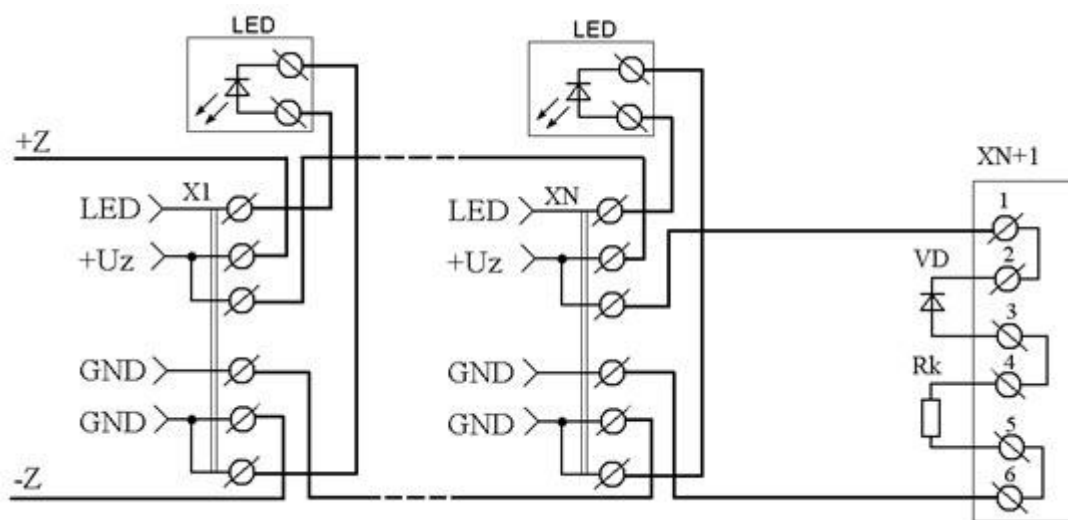 LED
LED
+Z
XN+1
LED
X1
LED
XN
1
+Uz
+Uz
VD
2
3
GND
GND
Rk
4
GND
GND
5
-Z
6